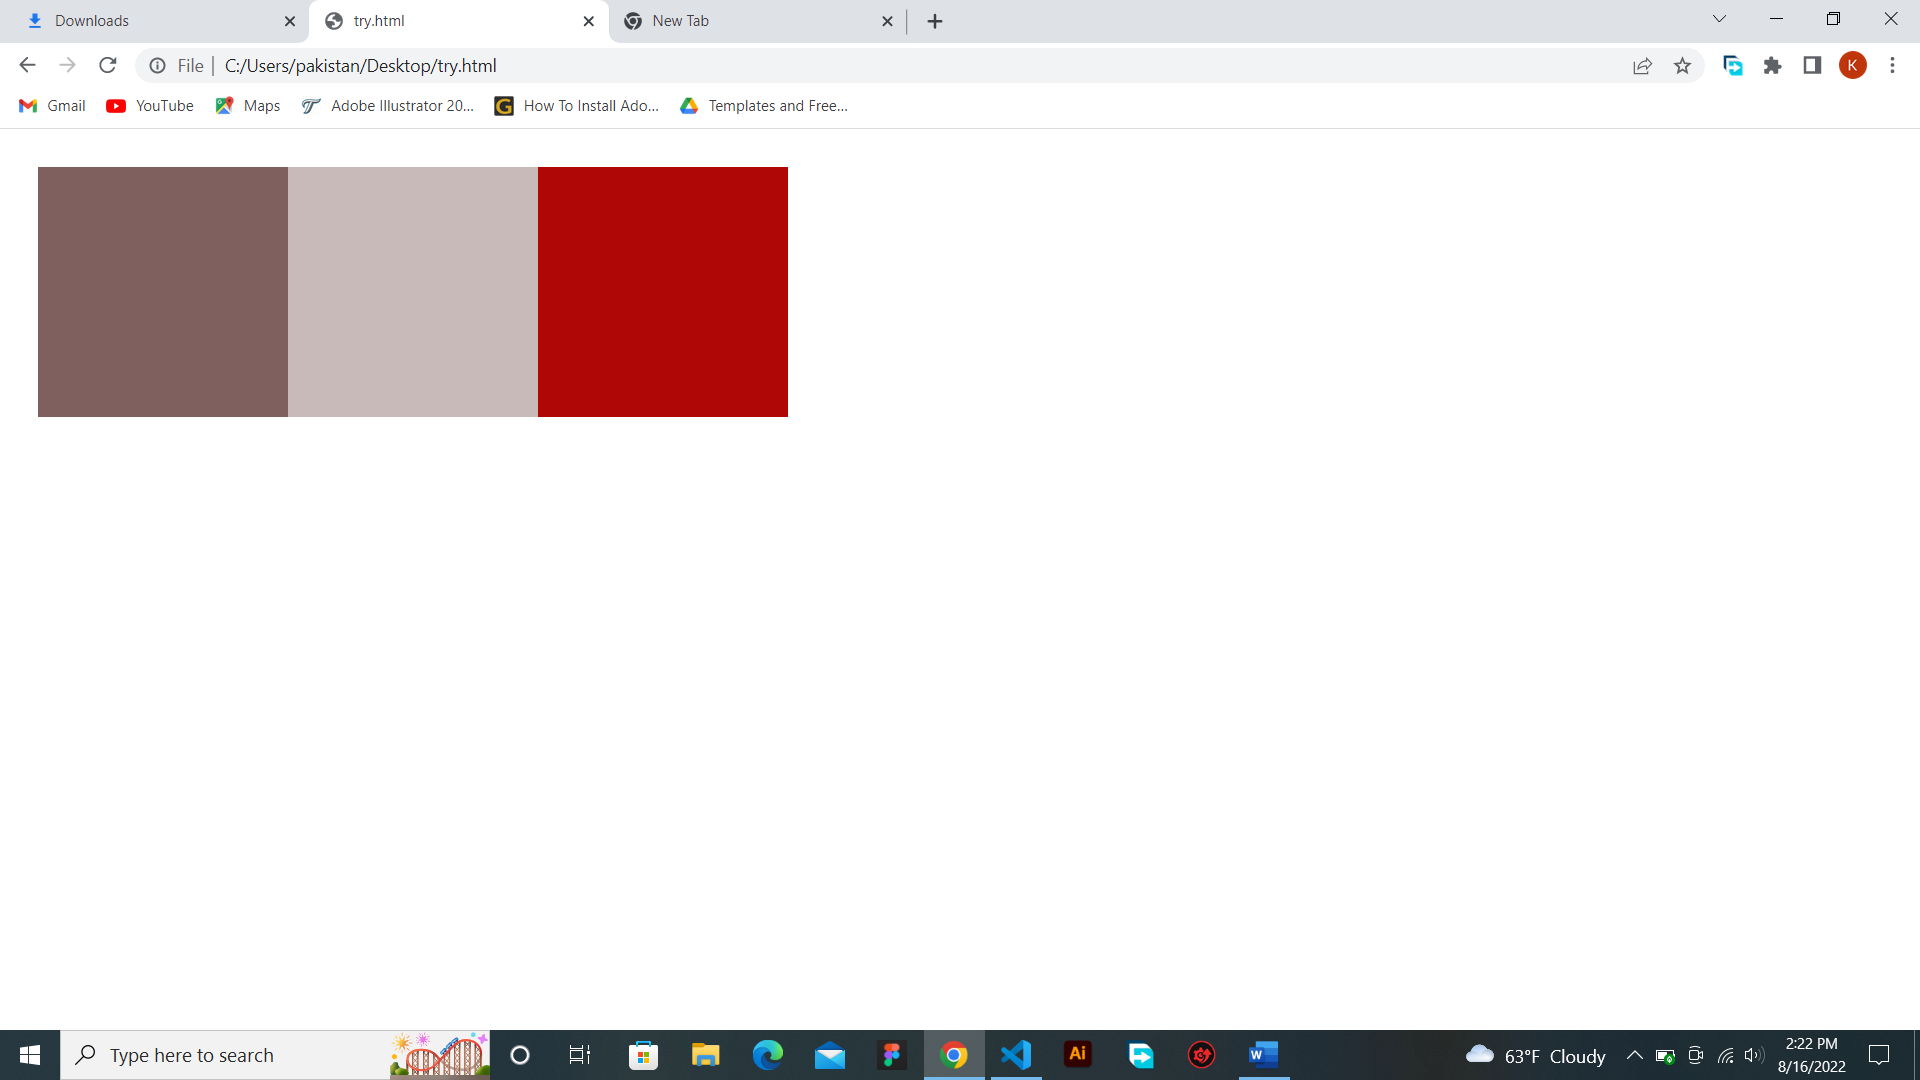 Downloads
try.html
New Tab
File | C:/Users/pakistan/Desktop/try.html
K
Gmail
YouTube
Maps
Adobe Illustrator 20...
How To Install Ado...
Templates and Free...
Type here to search
Ai
W
63°F Cloudy
2:22 PM
8/16/2022